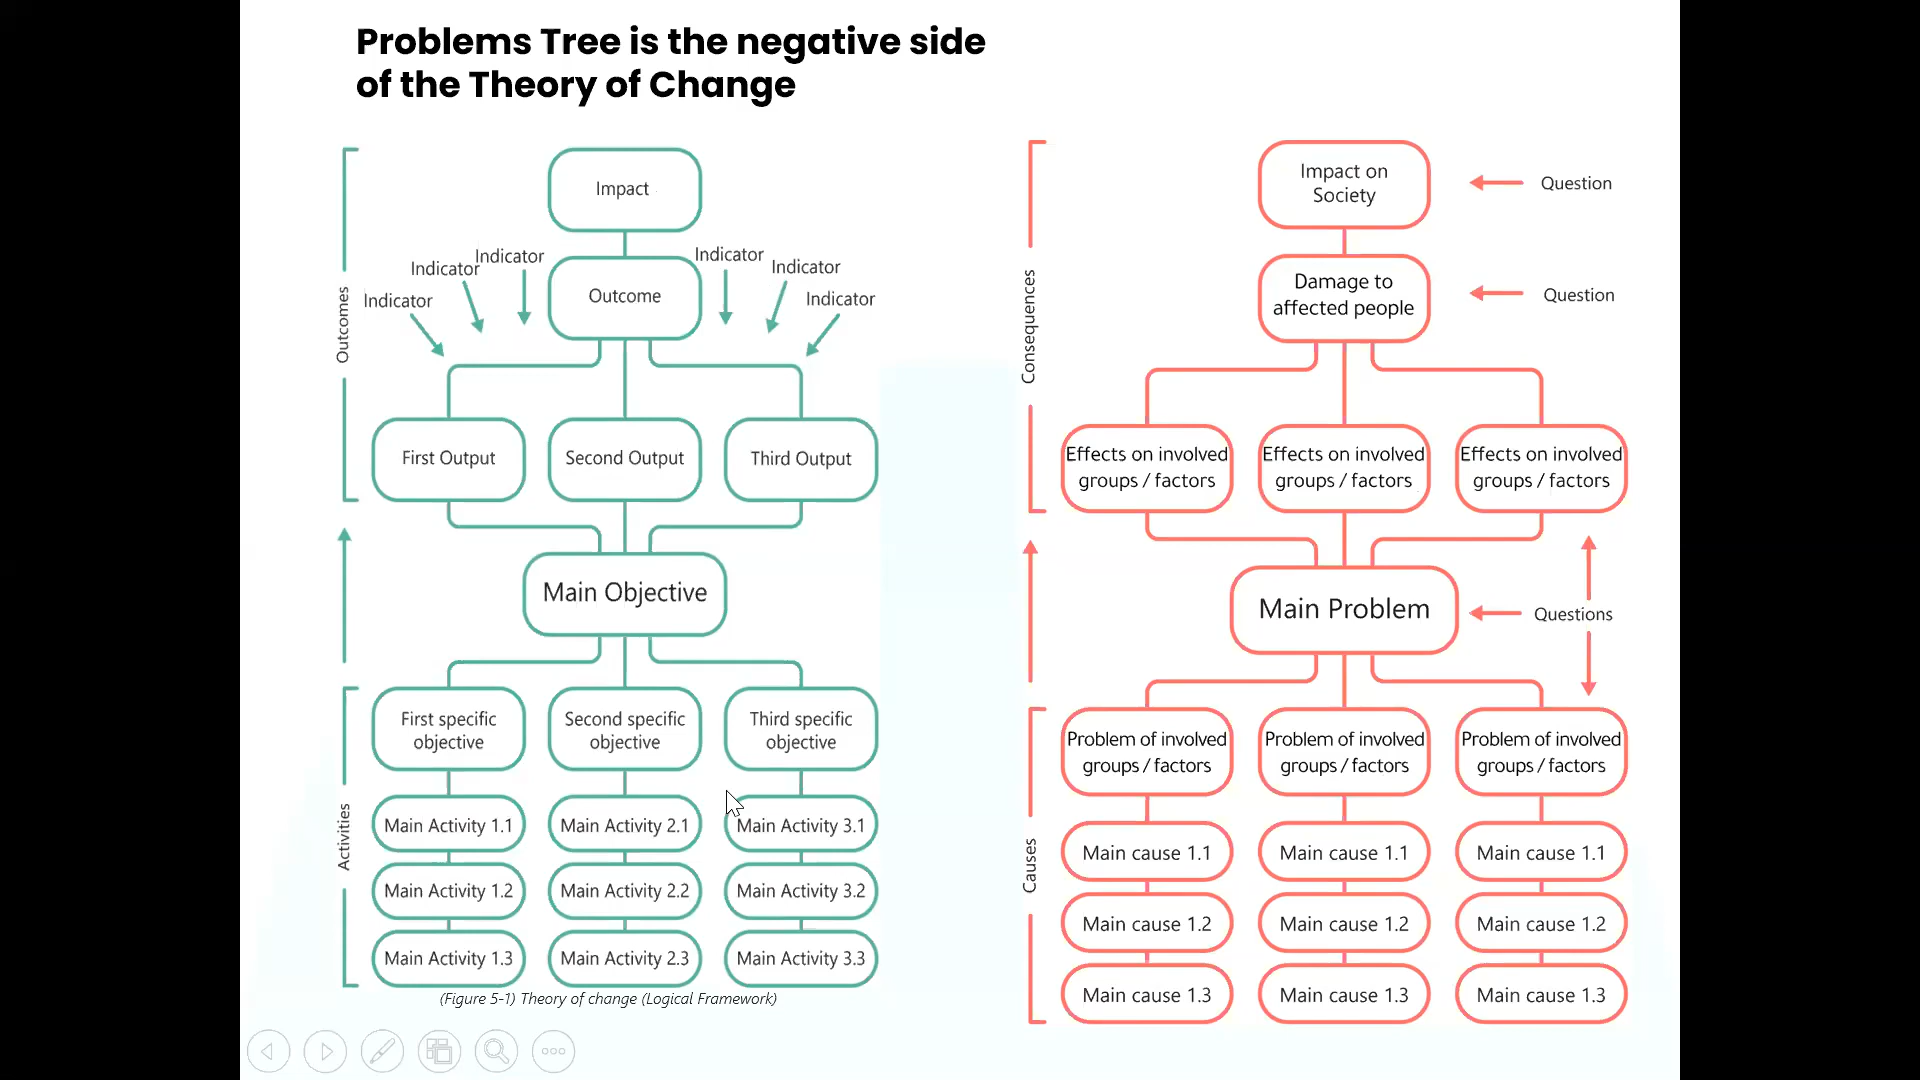 Problems Tree is the negative side
of the Theory of Change
Impact
Indicator
Indicator
Indicator
Outcome
Indicator
Indicator
Indicator
Outcomes
First Output
Second Output
Third Output
Main Objective
First specific
objective
Second specific
objective
Third specific
objective
Activities
Main Activity 1.1
Main Activity 2.1
Main Activity 3.1
Main Activity 1.2
Main Activity 2.2
Main Activity 3.2
Main Activity 1.3
Main Activity 2.3
Main Activity 3.3
(Figure 5-1) Theory of change (Logical Framework)
Impact on
Society
Question
Damage to
affected people
Question
Consequences
Effects on involved
groups / factors
Effects on involved
groups / factors
Effects on involved
groups / factors
Main Problem
Questions
Problem of involved
groups / factors
Problem of involved
groups / factors
Problem of involved
groups / factors
Causes
Main cause 1.1
Main cause 1.1
Main cause 1.1
Main cause 1.2
Main cause 1.2
Main cause 1.2
Main cause 1.3
Main cause 1.3
Main cause 1.3